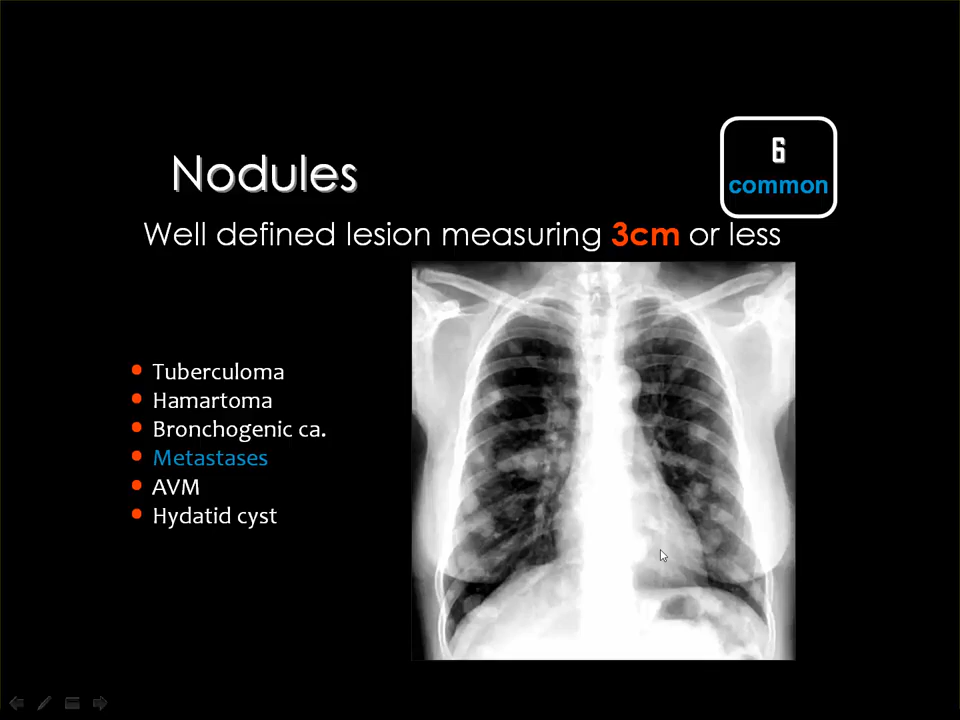 6
common
Nodules
Well defined lesion measuring 3cm or less
Tuberculoma
Hamartoma
Bronchogenic ca.
Metastases
AVM
Hydatid cyst